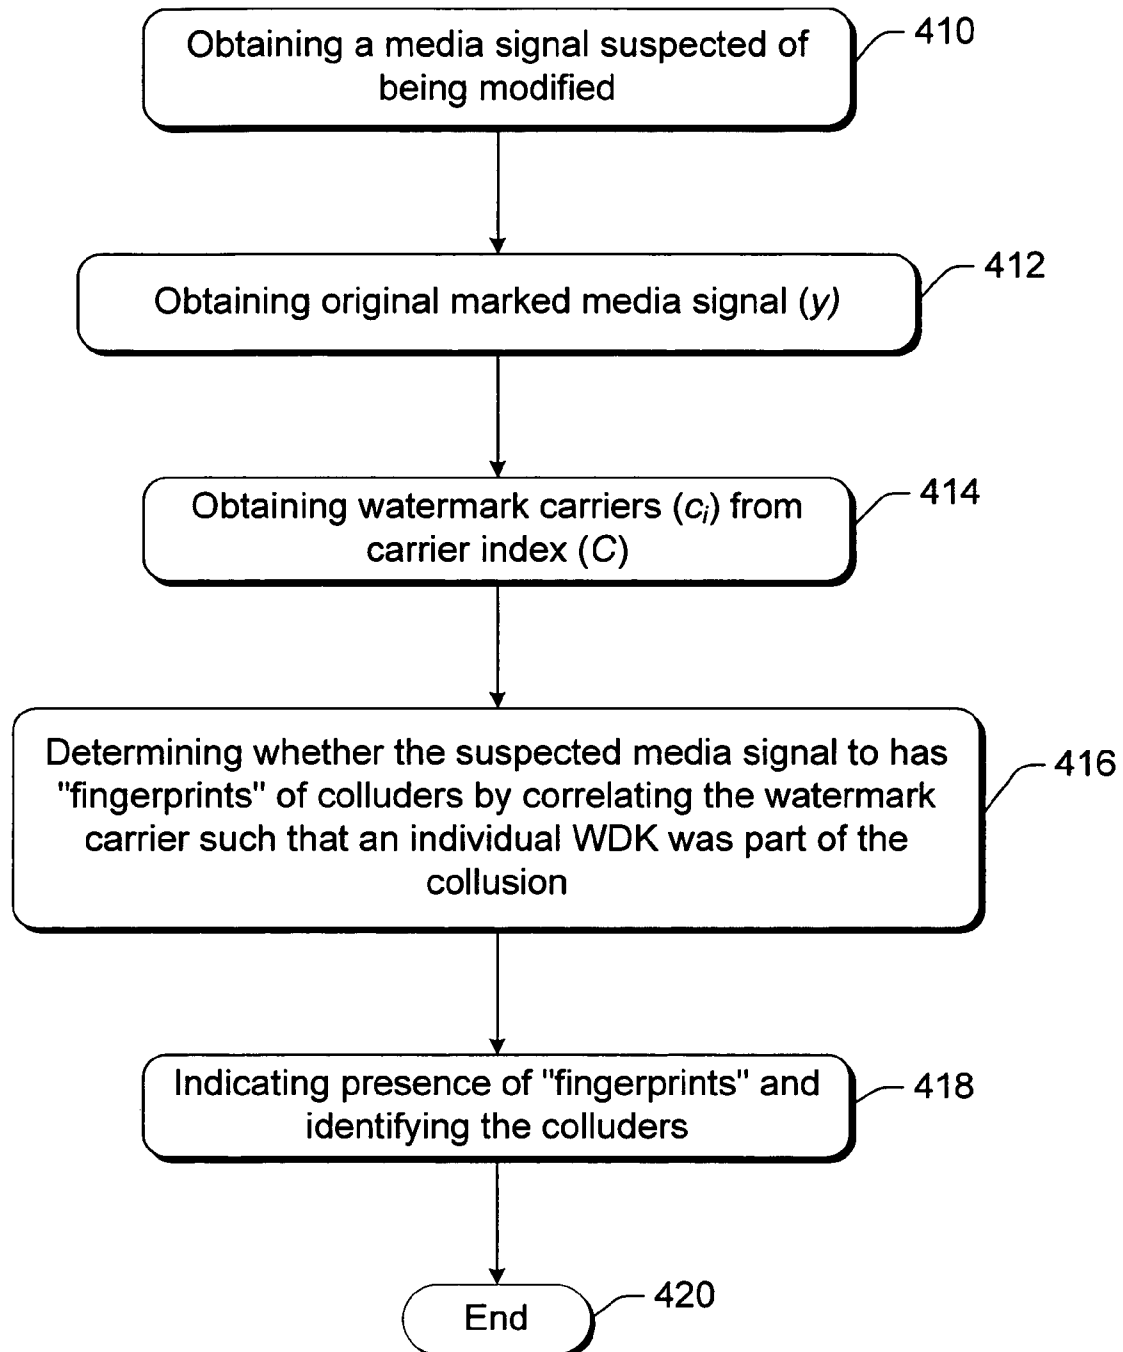 Obtaining a media signal suspected of
being modified
410
Obtaining original marked media signal (y)
412
Obtaining watermark carriers (ci) from
carrier index (C)
414
Determining whether the suspected media signal to has
"fingerprints" of colluders by correlating the watermark
carrier such that an individual WDK was part of the
collusion
416
Indicating presence of "fingerprints" and
identifying the colluders
418
End
420